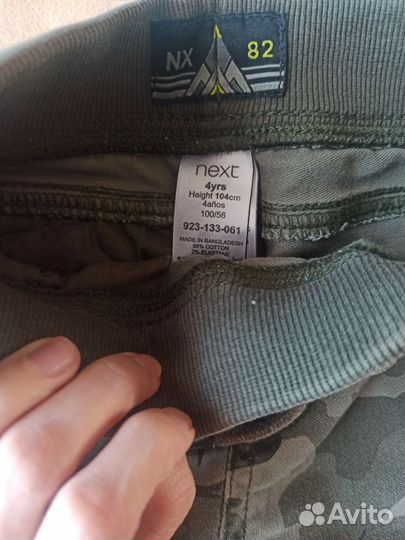 NX 82
next
4yrs
Height 104cm
4años
100/56
923-133-061
MADE IN BANGLADESH
98% COTTON
2% ELASTANE
Avito